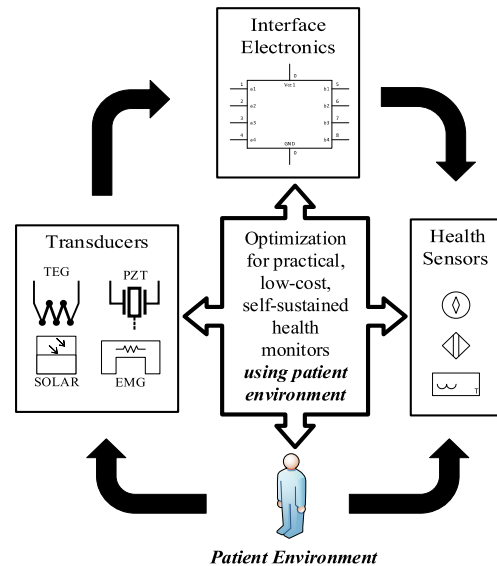 Interface
Electronics
0
Vcc1
1 a1 b1 5
2 a2 b2 6
3 a3 b3 7
4 a4 b4 8
GND
0
Transducers
TEG
PZT
SOLAR
EMG
Optimization
for practical,
low-cost,
self-sustained
health
monitors
using patient
environment
Health
Sensors
T
Patient Environment